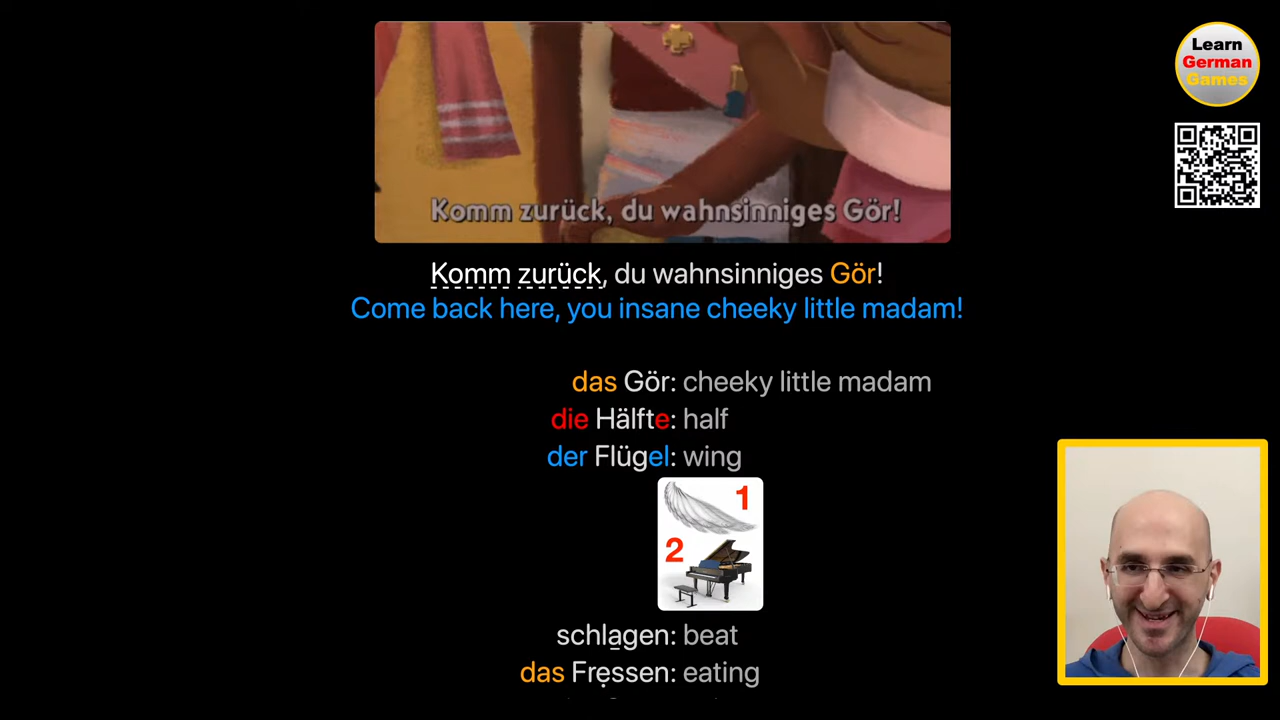 Learn
German
Games
Komm zurück, du wahnsinniges Gör!
Komm zurück, du wahnsinniges Gör!
Come back here, you insane cheeky little madam!
das Gör: cheeky little madam
die Hälfte: half
der Flügel: wing
1
2
schlagen: beat
das Fressen: eating